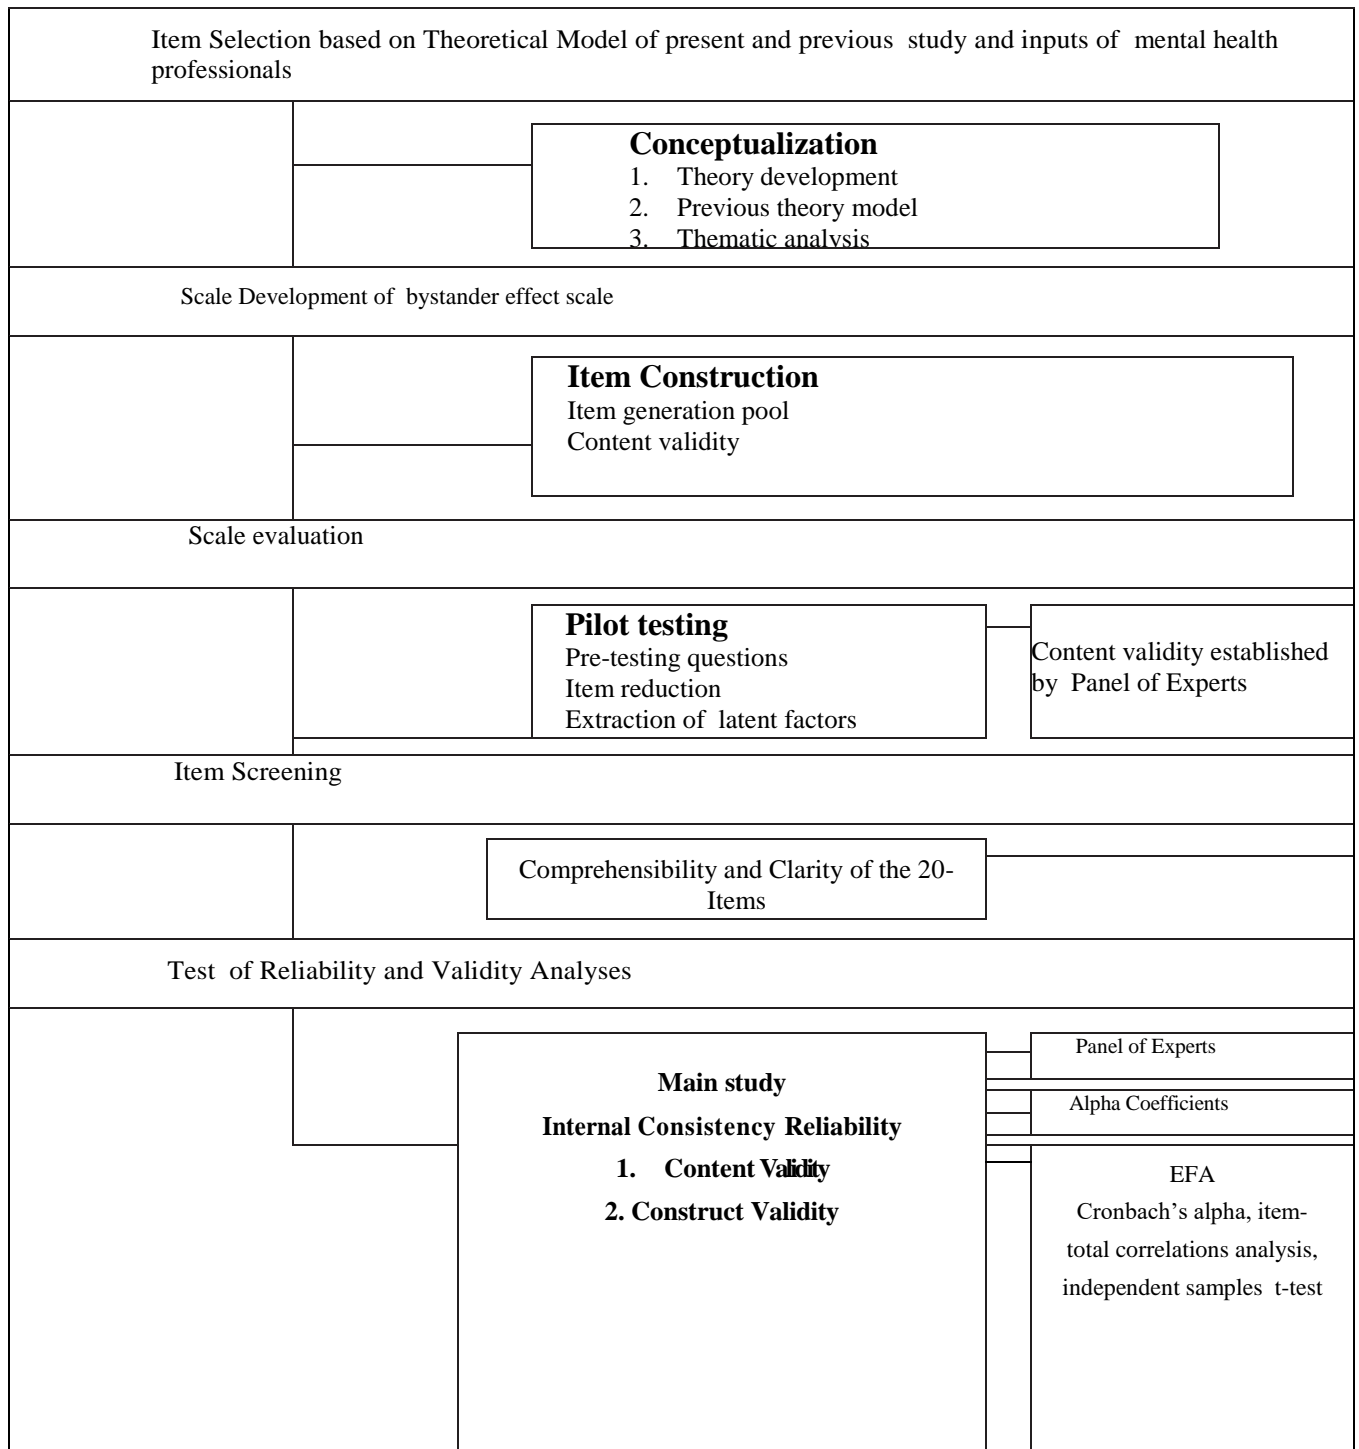 Item Selection based on Theoretical Model of present and previous study and inputs of mental health
professionals
Conceptualization
1. Theory development
2. Previous theory model
3. Thematic analysis
Scale Development of bystander effect scale
Item Construction
Item generation pool
Content validity
Scale evaluation
Pilot testing
Pre-testing questions
Item reduction
Extraction of latent factors
Content validity established
by Panel of Experts
Item Screening
Comprehensibility and Clarity of the 20-
Items
Test of Reliability and Validity Analyses
Main study
Internal Consistency Reliability
1. Content Validity
2. Construct Validity
Panel of Experts
Alpha Coefficients
EFA
Cronbach’s alpha, item-
total correlations analysis,
independent samples t-test